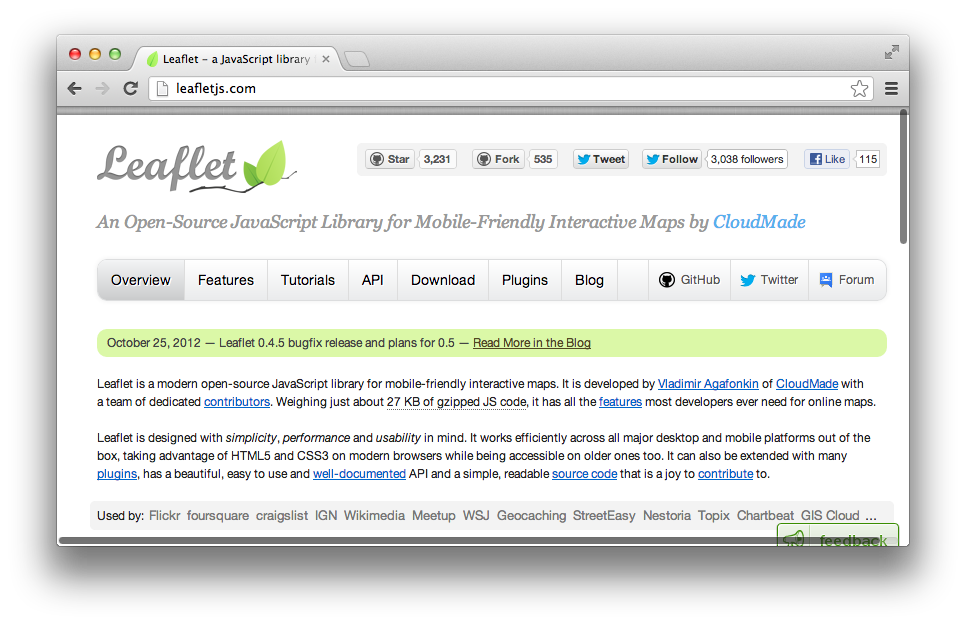 Leaflet – a JavaScript library
leafletjs.com
Leaflet
Star 3,231 Fork 535 Tweet Follow 3,038 followers Like 115
An Open-Source JavaScript Library for Mobile-Friendly Interactive Maps by CloudMade
Overview Features Tutorials API Download Plugins Blog GitHub Twitter Forum
October 25, 2012 — Leaflet 0.4.5 bugfix release and plans for 0.5 — Read More in the Blog
Leaflet is a modern open-source JavaScript library for mobile-friendly interactive maps. It is developed by Vladimir Agafonkin of CloudMade with
a team of dedicated contributors. Weighing just about 27 KB of gzipped JS code, it has all the features most developers ever need for online maps.
Leaflet is designed with simplicity, performance and usability in mind. It works efficiently across all major desktop and mobile platforms out of the
box, taking advantage of HTML5 and CSS3 on modern browsers while being accessible on older ones too. It can also be extended with many
plugins, has a beautiful, easy to use and well-documented API and a simple, readable source code that is a joy to contribute to.
Used by: Flickr foursquare craigslist IGN Wikimedia Meetup WSJ Geocaching StreetEasy Nestoria Topix Chartbeat GIS Cloud ...
feedback